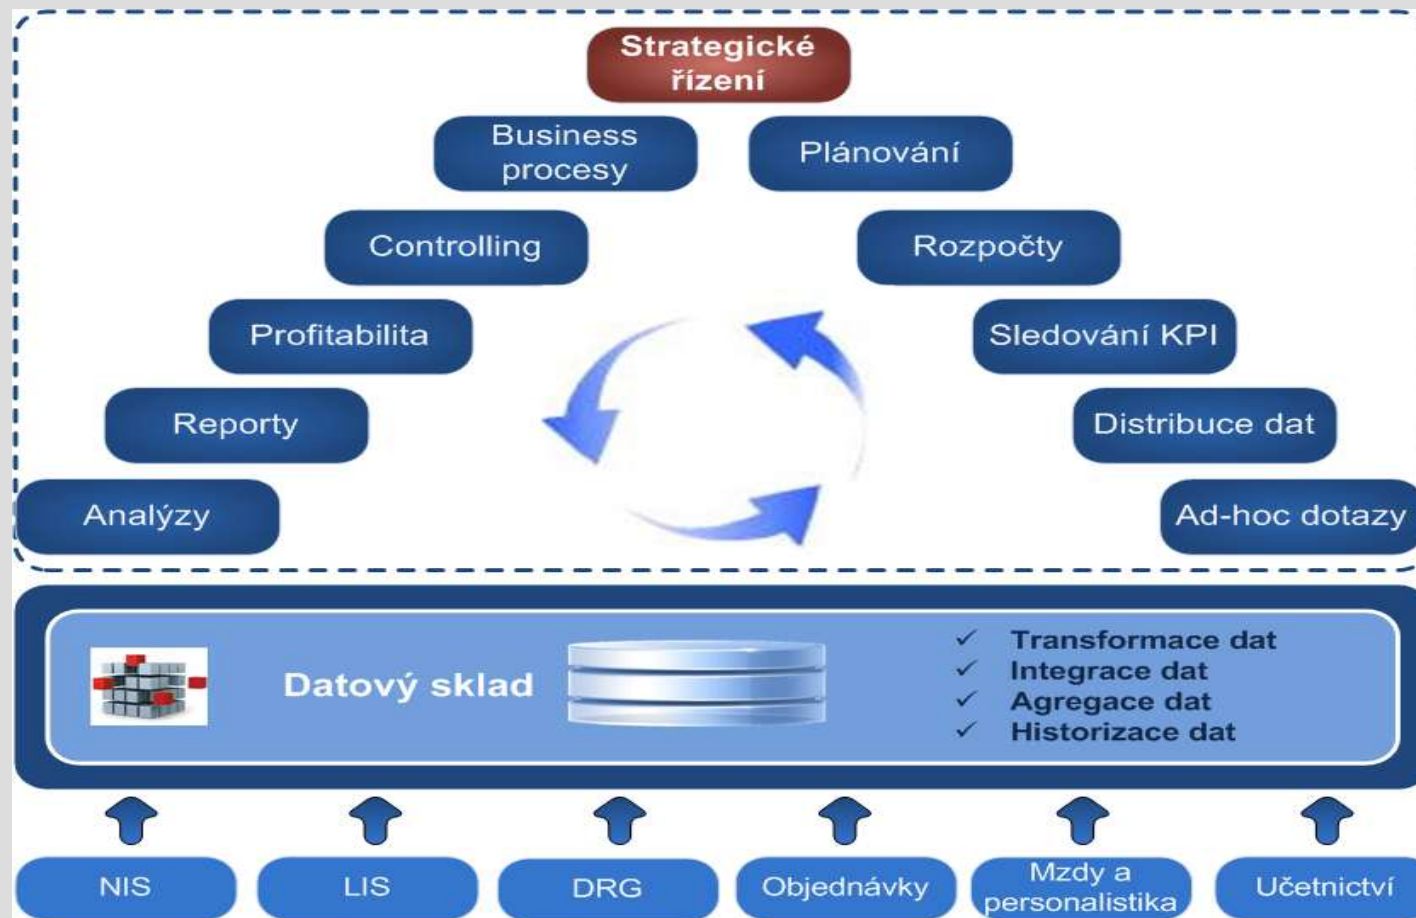 Strategické
řízení
Business
procesy
Plánování
Controlling
Rozpočty
Profitabilita
Sledování KPI
Reporty
Distribuce dat
Analýzy
Ad-hoc dotazy
Datový sklad
✓ Transformace dat
✓ Integrace dat
✓ Agregace dat
✓ Historizace dat
NIS
LIS
DRG
Objednávky
Mzdy a
personalistika
Učetnictví